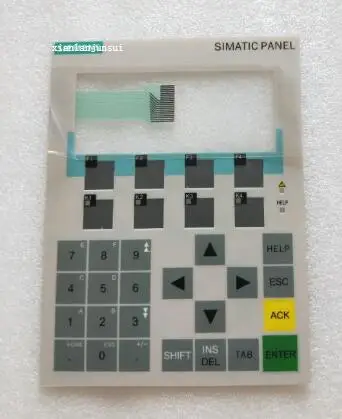 xianlanjunsui
SIMATIC PANEL
F1 F2 F3 F4
K1 K2 K3 K4
HELP
E F
7 8 9 HELP
C D
4 5 6 ESC
A B
1 2 3 ACK
+/-
. 0 SHIFT INS DEL TAB ENTER